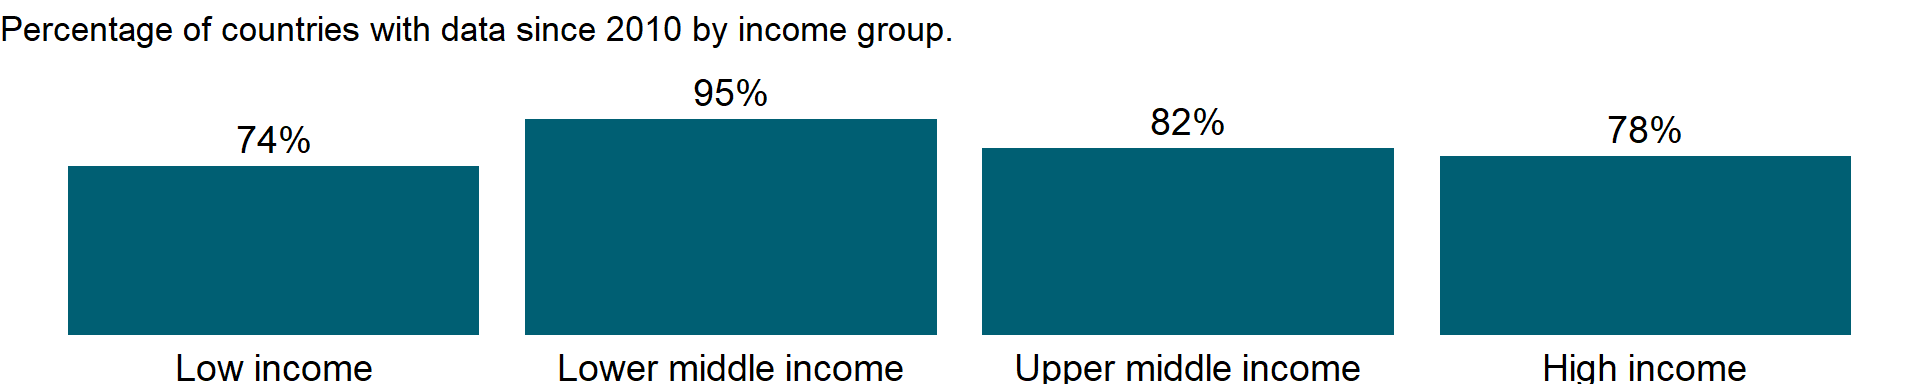 Percentage of countries with data since 2010 by income group.
95%
82%
78%
74%
Low income
Lower middle income
Upper middle income
High income